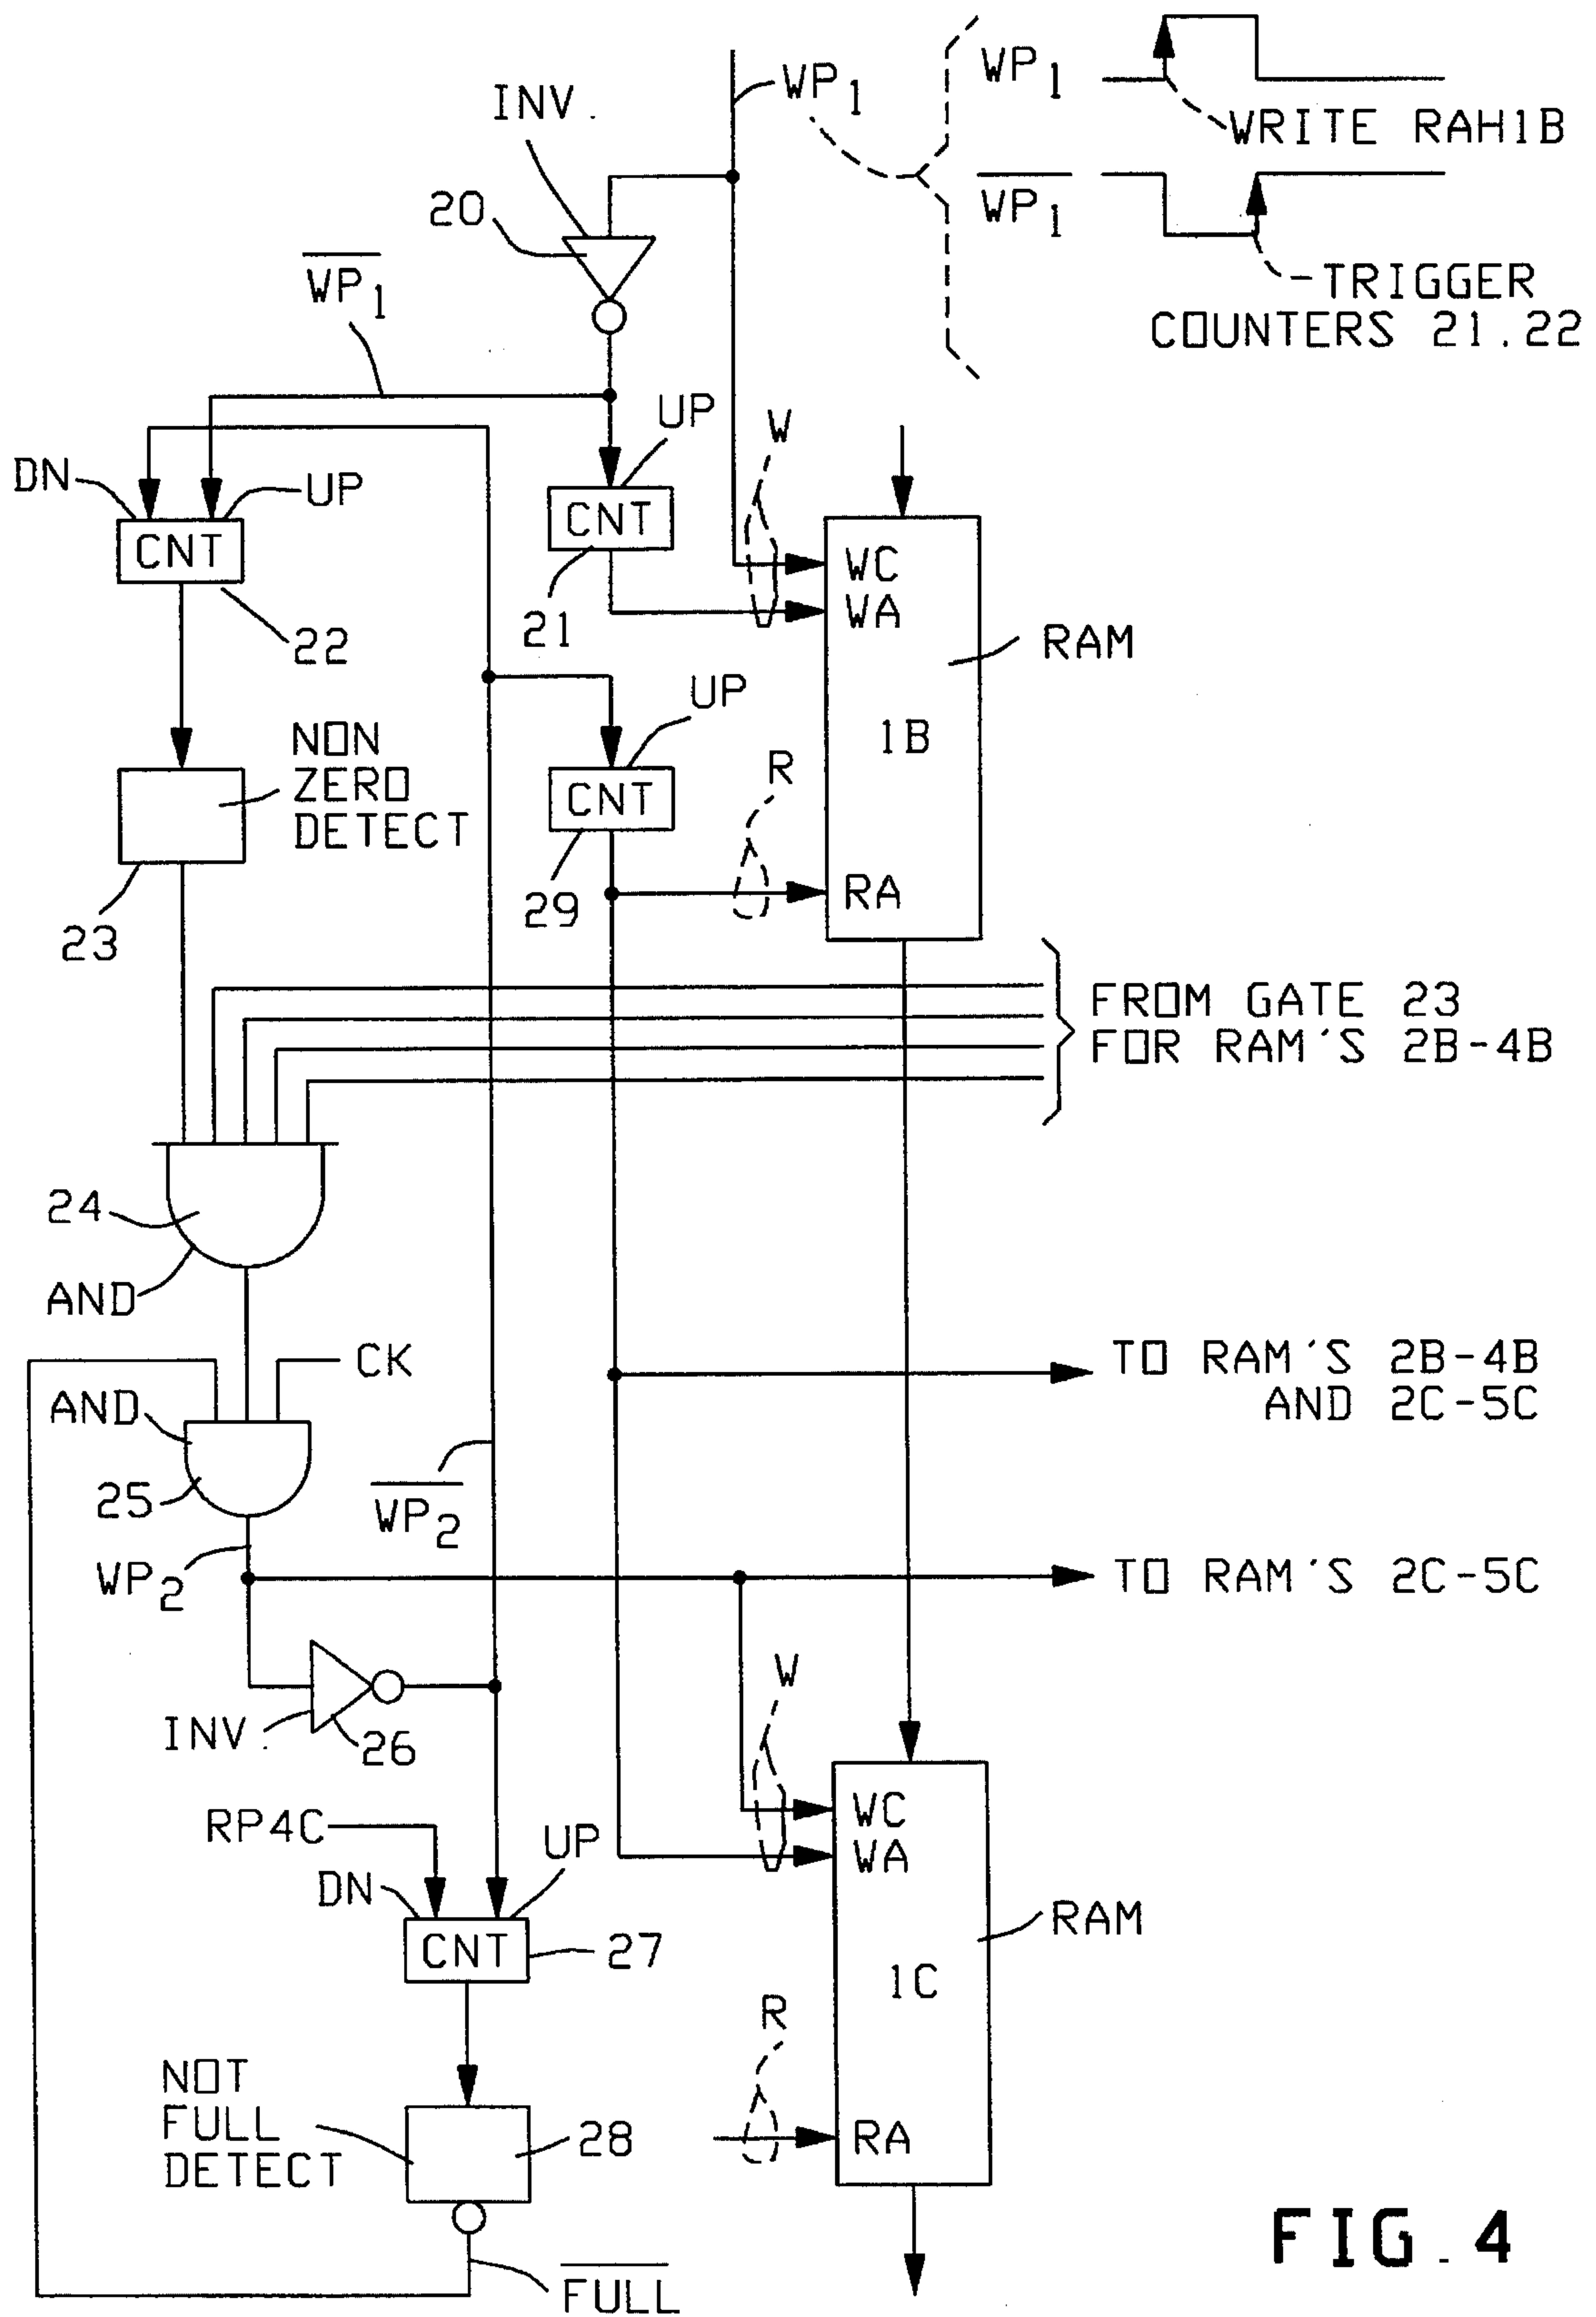 WP1
WP1
INV.
WRITE RAH1B
20
WP1
WP1
TRIGGER
COUNTERS 21.22
UP
W
DN
UP
CNT
CNT
WC
WA
21
22
RAM
UP
NON
ZERO
DETECT
1B
R
CNT
RA
29
23
FROM GATE 23
FOR RAM'S 2B-4B
24
AND
CK
TO RAM'S 2B-4B
AND 2C-5C
AND
25
WP2
WP2
TO RAM'S 2C-5C
W
INV.
26
RP4C
UP
WC
WA
DN
RAM
CNT
27
1C
R
NOT
FULL
DETECT
28
RA
FULL
FIG. 4